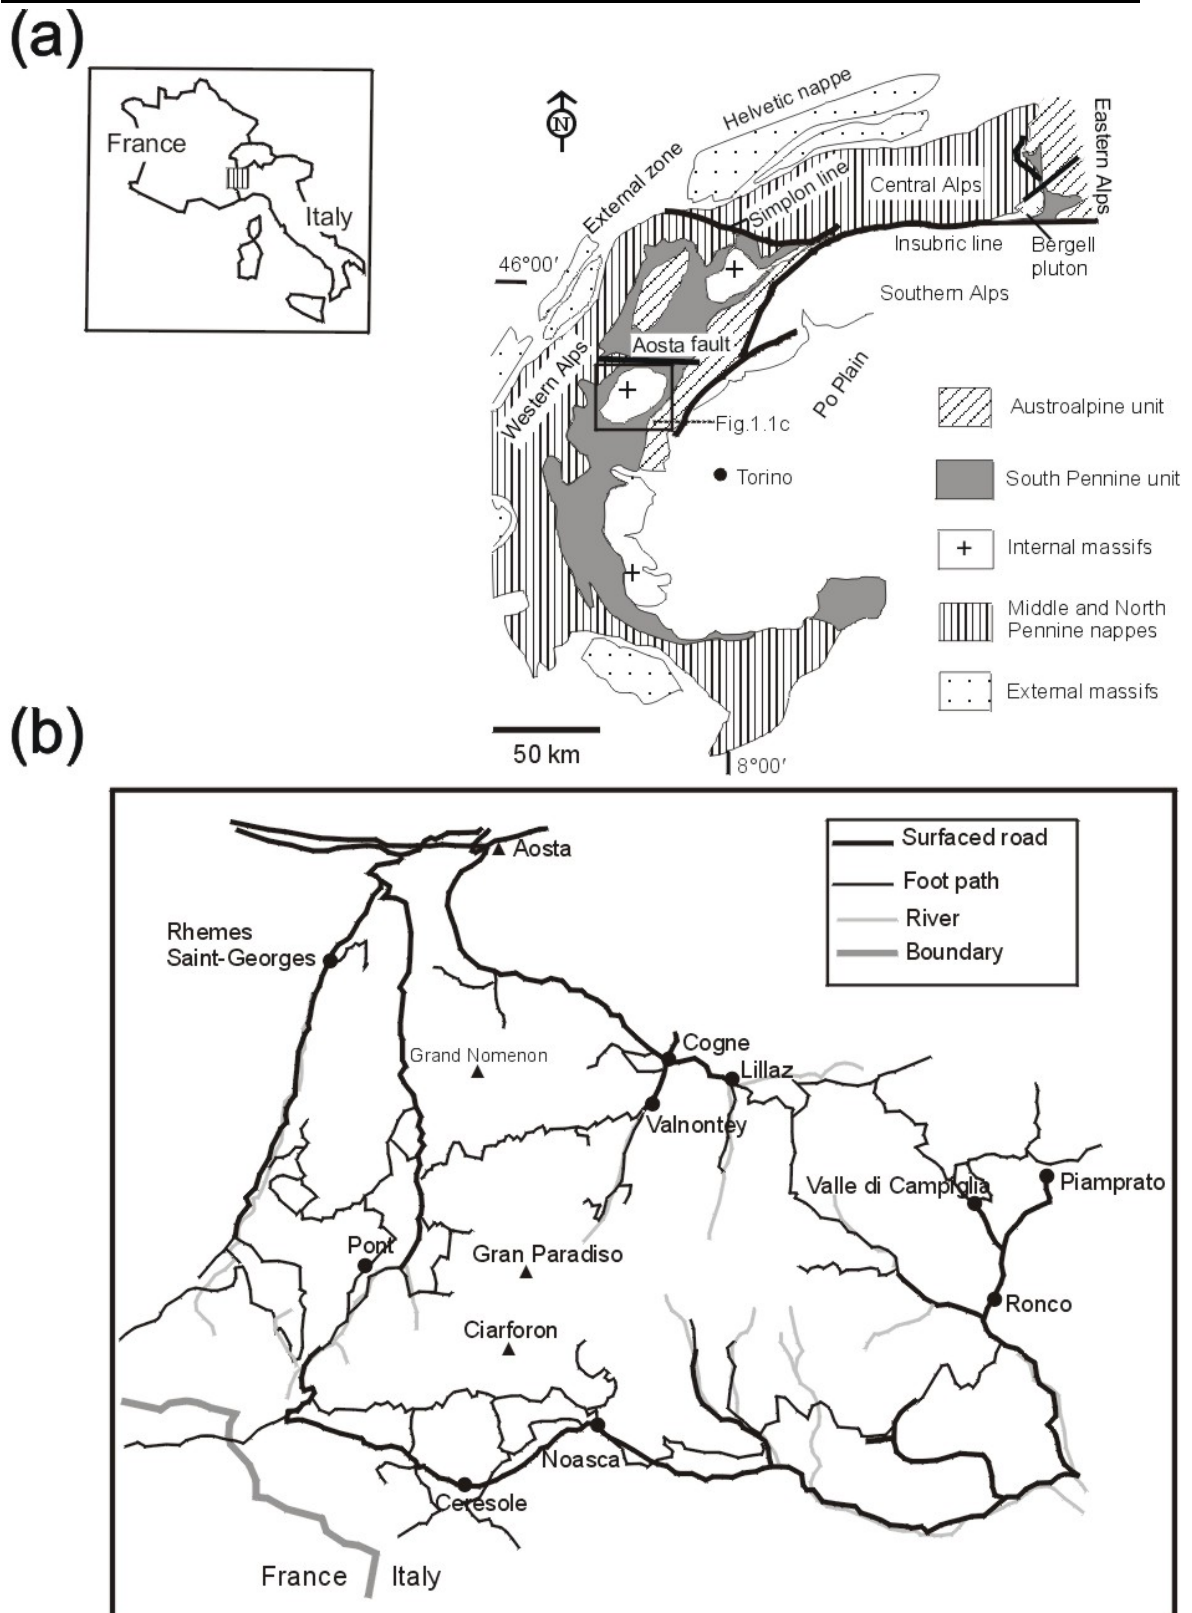 (a)
France
Italy
N
Helvetic nappe
External zone
Simplon line
Central Alps
Eastern Alps
Insubric line
Bergell
pluton
46°00′
Southern Alps
Aosta fault
Western Alps
Po Plain
Fig.1.1c
Torino
Austroalpine unit
South Pennine unit
+ Internal massifs
Middle and North
Pennine nappes
External massifs
50 km
8°00′
(b)
Surfaced road
Foot path
River
Boundary
Aosta
Rhemes
Saint-Georges
Grand Nomenon
Cogne
Lillaz
Valnontey
Valle di Campiglia
Piamprato
Pont
Gran Paradiso
Ronco
Ciarforon
Noasca
Ceresole
France
Italy